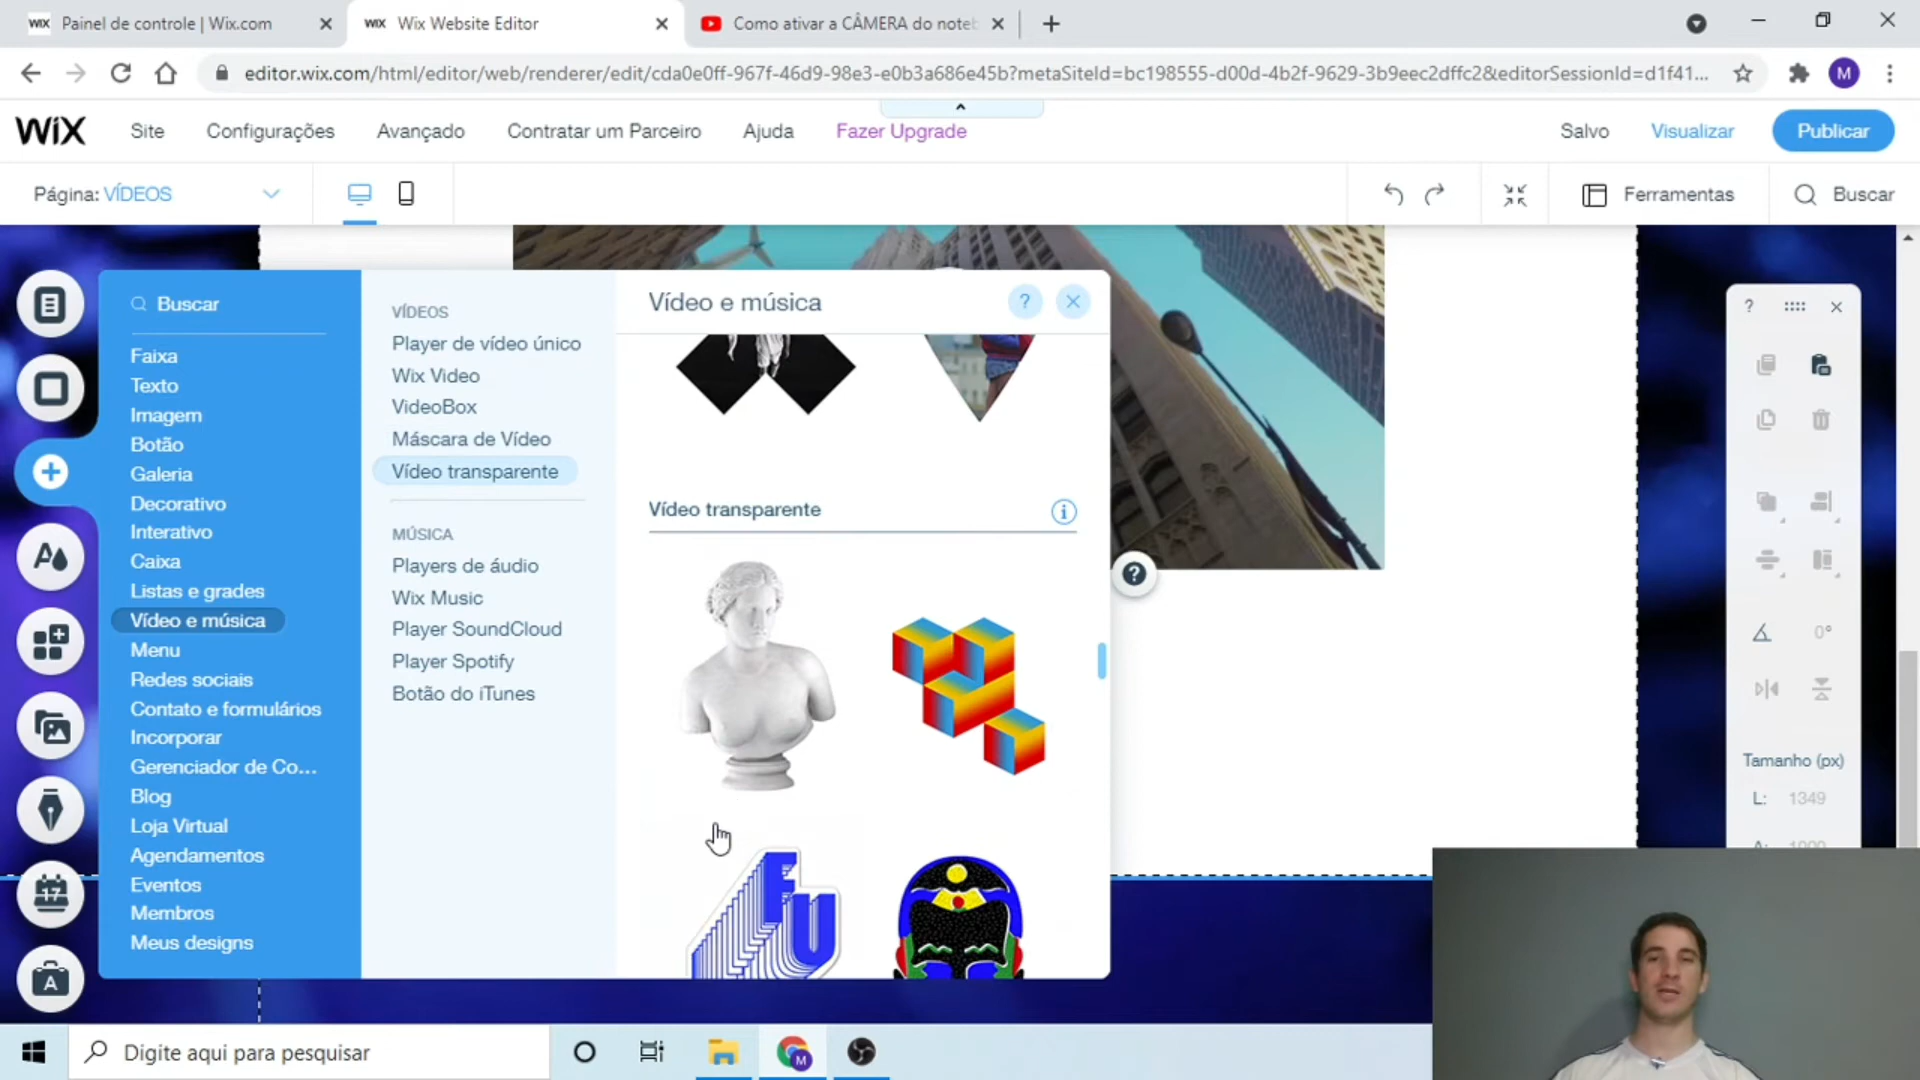 WiX Painel de controle | Wix.com
WiX Wix Website Editor
Como ativar a CÂMERA do noteb
editor.wix.com/html/editor/web/renderer/edit/cda0e0ff-967f-46d9-98e3-e0b3a686e45b?metaSiteId=bc198555-d00d-4b2f-9629-3b9eec2dffc2&editorSessionId=d1f41...
M
WiX Site Configurações Avançado Contratar um Parceiro Ajuda Fazer Upgrade Salvo Visualizar Publicar
Página: VÍDEOS Ferramentas Buscar
Buscar
Faixa
Texto
Imagem
Botão
Galeria
Decorativo
Interativo
Caixa
Listas e grades
Vídeo e música
Menu
Redes sociais
Contato e formulários
Incorporar
Gerenciador de Co...
Blog
Loja Virtual
Agendamentos
Eventos
Membros
Meus designs
VÍDEOS
Player de vídeo único
Wix Video
VideoBox
Máscara de Vídeo
Vídeo transparente
MÚSICA
Players de áudio
Wix Music
Player SoundCloud
Player Spotify
Botão do iTunes
Vídeo e música ?
Vídeo transparente
FU
?
?
0°
Tamanho (px)
L: 1349
A
17
A
Digite aqui para pesquisar
M